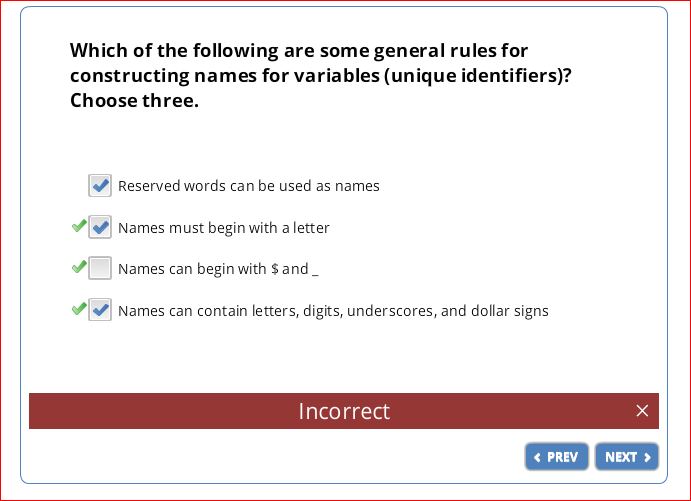 Which of the following are some general rules for
constructing names for variables (unique identifiers)?
Choose three.
Reserved words can be used as names
Names must begin with a letter
Names can begin with $ and _
Names can contain letters, digits, underscores, and dollar signs
Incorrect
PREV NEXT